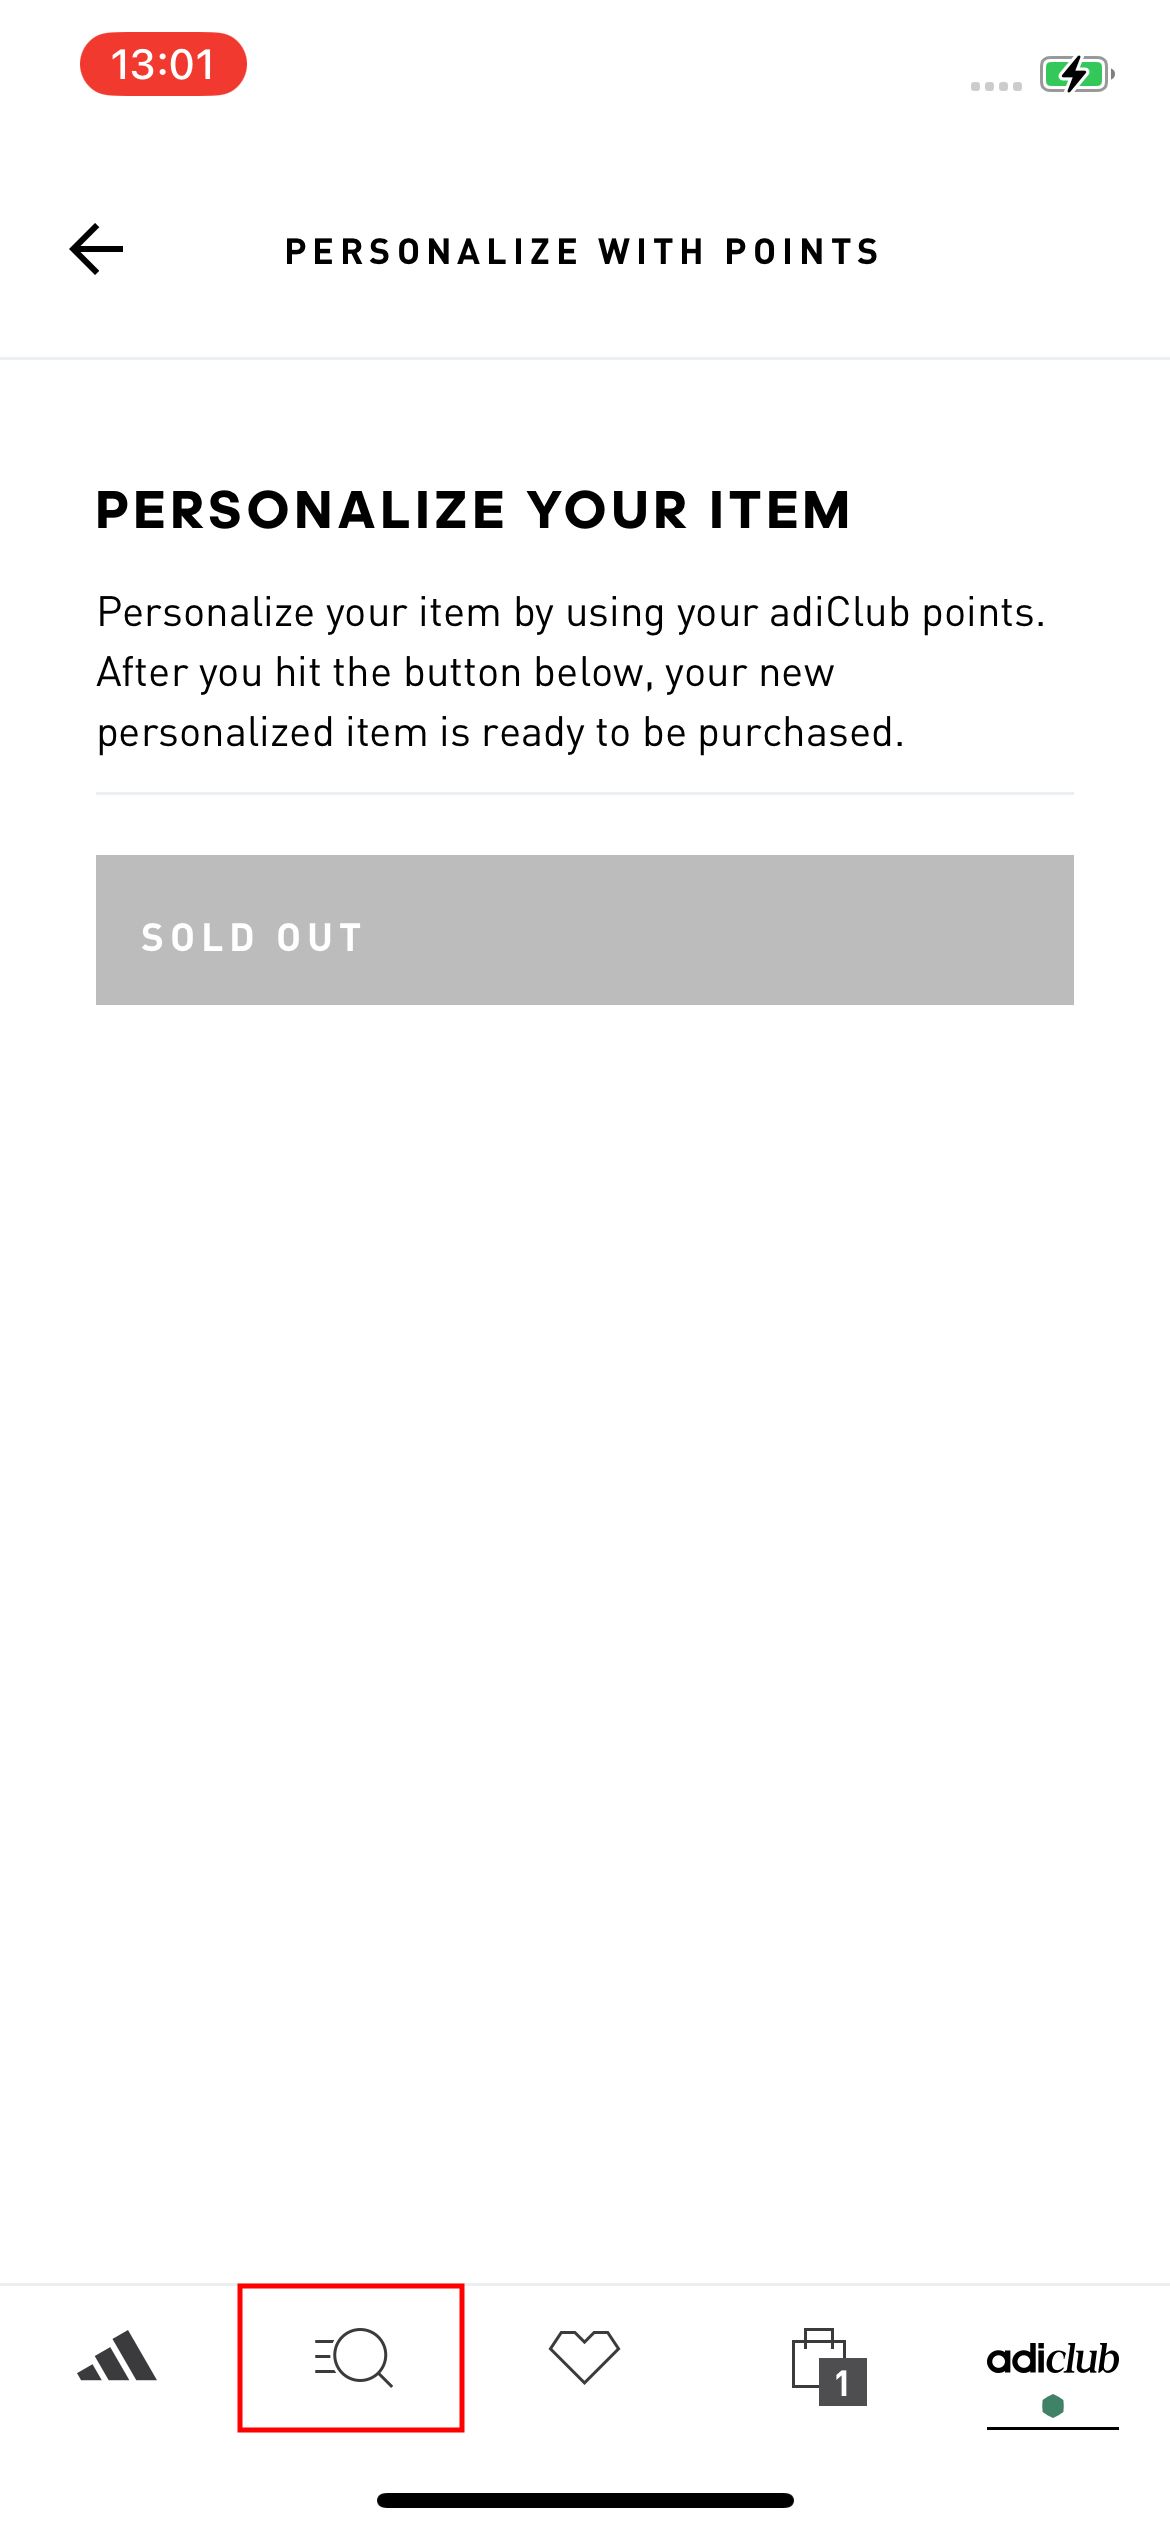 13:01
PERSONALIZE WITH POINTS
PERSONALIZE YOUR ITEM
Personalize your item by using your adiClub points.
After you hit the button below, your new
personalized item is ready to be purchased.
SOLD OUT
1
adiclub